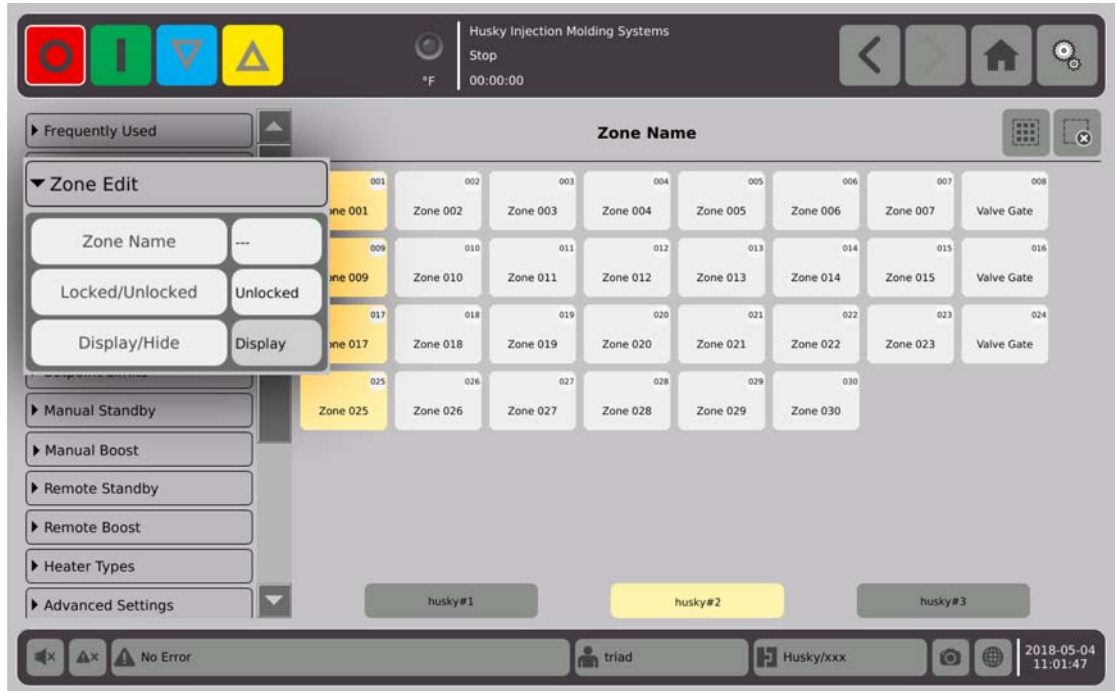 Husky Injection Molding Systems
Stop
°F
00:00:00
Frequently Used
Zone Name
Zone Edit
Zone Name
---
Locked/Unlocked
Unlocked
Display/Hide
Display
Manual Standby
Manual Boost
Remote Standby
Remote Boost
Heater Types
Advanced Settings
001 002 003 004 005 006 007 008
Zone 002 Zone 003 Zone 004 Zone 005 Zone 006 Zone 007 Valve Gate
009 010 011 012 013 014 015 016
Zone 010 Zone 011 Zone 012 Zone 013 Zone 014 Zone 015 Valve Gate
017 018 019 020 021 022 023 024
Zone 018 Zone 019 Zone 020 Zone 021 Zone 022 Zone 023 Valve Gate
025 026 027 028 029 030
Zone 025 Zone 026 Zone 027 Zone 028 Zone 029 Zone 030
husky#1 husky#2 husky#3
No Error
triad
Husky/xxx
2018-05-04
11:01:47